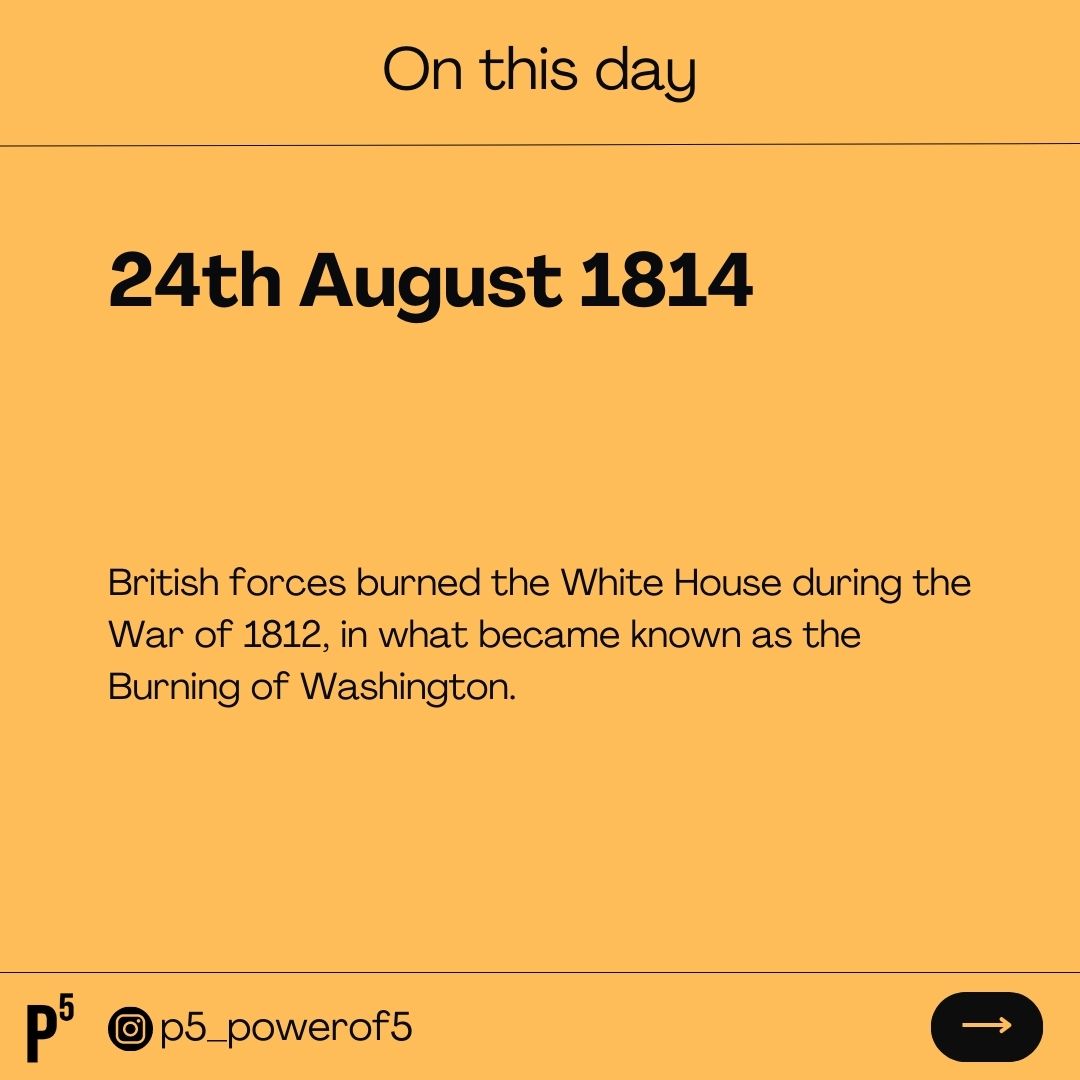 On this day
24th August 1814
British forces burned the White House during the
War of 1812, in what became known as the
Burning of Washington.
P5 p5_powerof5